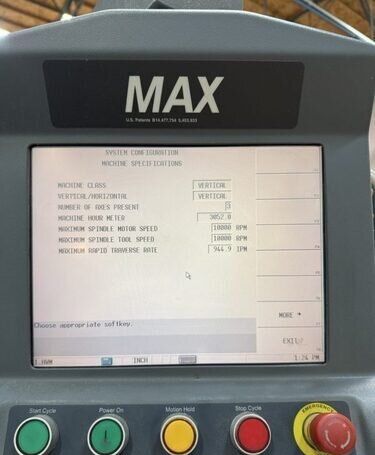 MAX
U.S. Patents
SYSTEM CONFIGURATION
MACHINE SPECIFICATIONS
MACHINE CLASS VERTICAL
VERTICAL/HORIZONTAL VERTICAL
NUMBER OF AXES PRESENT 3
MACHINE HOUR METER 3052.0
MAXIMUM SPINDLE MOTOR SPEED 10000 RPM
MAXIMUM SPINDLE TOOL SPEED 10000 RPM
MAXIMUM RAPID TRAVERSE RATE 944.9 IPM
MORE →
Choose appropriate softkey.
EXIT
INCH 1:24 PM
Start Cycle Power On Motion Hold Stop Cycle EMERGENC